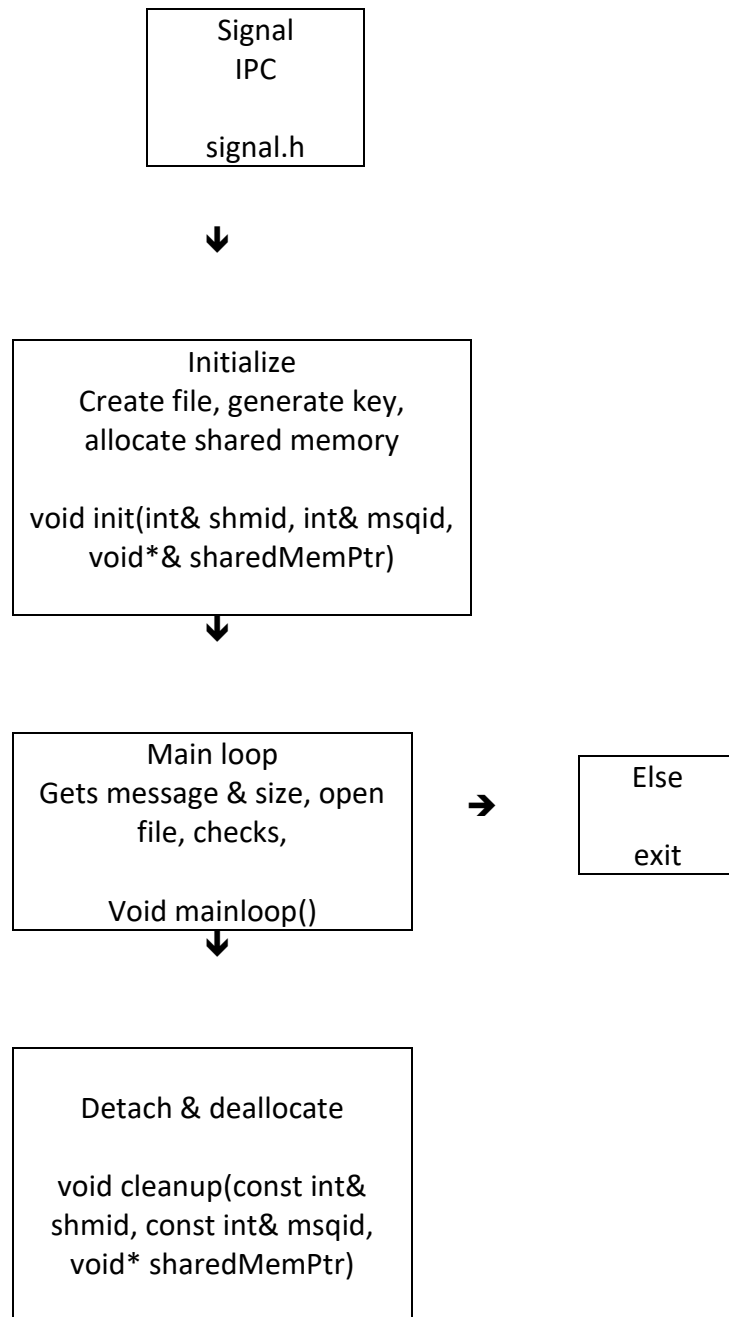 Signal
IPC
signal.h
🡻
Initialize
Create file, generate key,
allocate shared memory
void init(int& shmid, int& msqid,
void*& sharedMemPtr)
🡻
Main loop
Gets message & size, open
file, checks,
Void mainloop()
🡺
Else
exit
🡻
Detach & deallocate
void cleanup(const int&
shmid, const int& msqid,
void* sharedMemPtr)